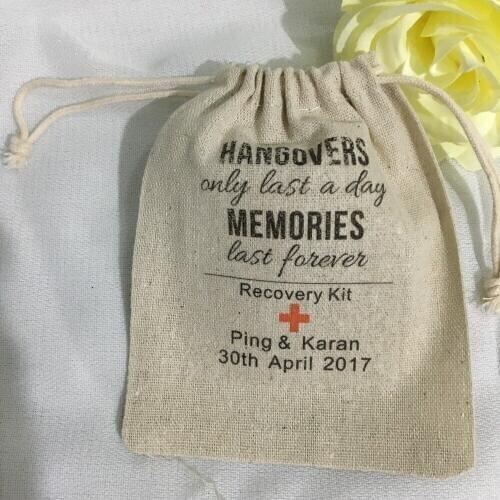 HANGOVERS
only last a day
MEMORIES
last forever
Recovery Kit
Ping & Karan
30th April 2017